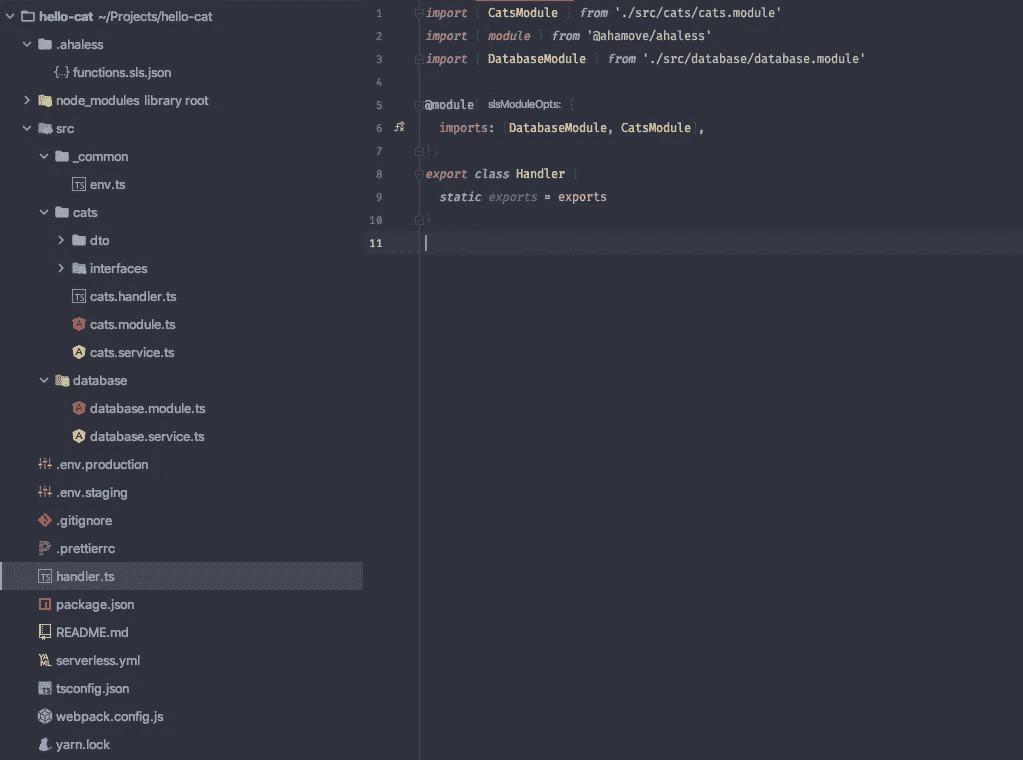 hello-cat ~/Projects/hello-cat
.ahaless
{..} functions.sls.json
node_modules library root
src
_common
TS env.ts
cats
dto
interfaces
TS cats.handler.ts
A cats.module.ts
A cats.service.ts
database
A database.module.ts
A database.service.ts
.env.production
.env.staging
.gitignore
.prettierrc
TS handler.ts
package.json
README.md
YAML serverless.yml
TS tsconfig.json
webpack.config.js
yarn.lock
1 import { CatsModule } from './src/cats/cats.module'
2 import { module } from '@ahamove/ahaless'
3 import { DatabaseModule } from './src/database/database.module'
4
5 @module( slsModuleOpts: {
6 imports: [DatabaseModule, CatsModule],
7 })
8 export class Handler {
9 static exports = exports
10 }
11